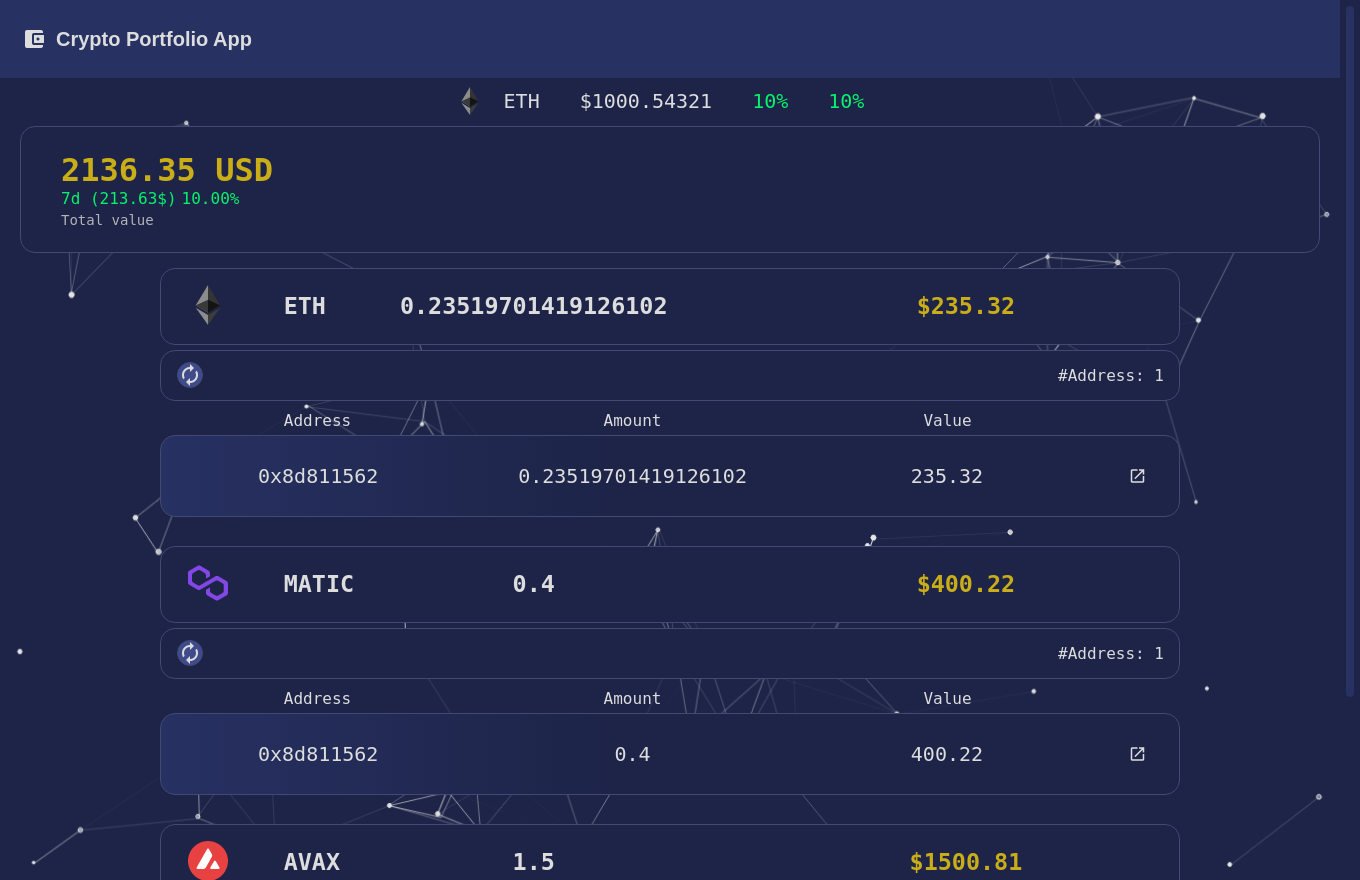 Crypto Portfolio App
ETH $1000.54321 10% 10%
2136.35 USD
7d (213.63$) 10.00%
Total value
ETH 0.23519701419126102 $235.32
#Address: 1
Address Amount Value
0x8d811562 0.23519701419126102 235.32
MATIC 0.4 $400.22
#Address: 1
Address Amount Value
0x8d811562 0.4 400.22
AVAX 1.5 $1500.81